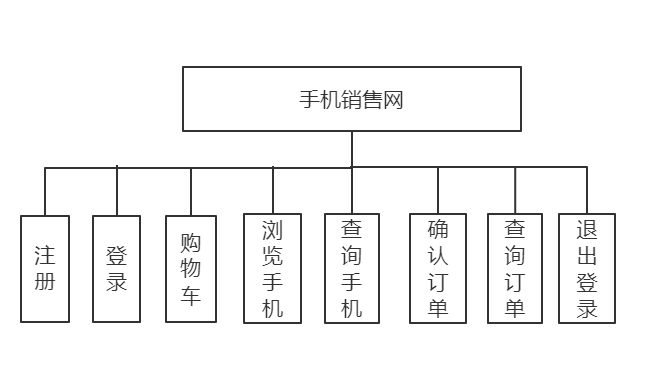 手机销售网
注册
登录
购物车
浏览手机
查询手机
确认订单
查询订单
退出登录